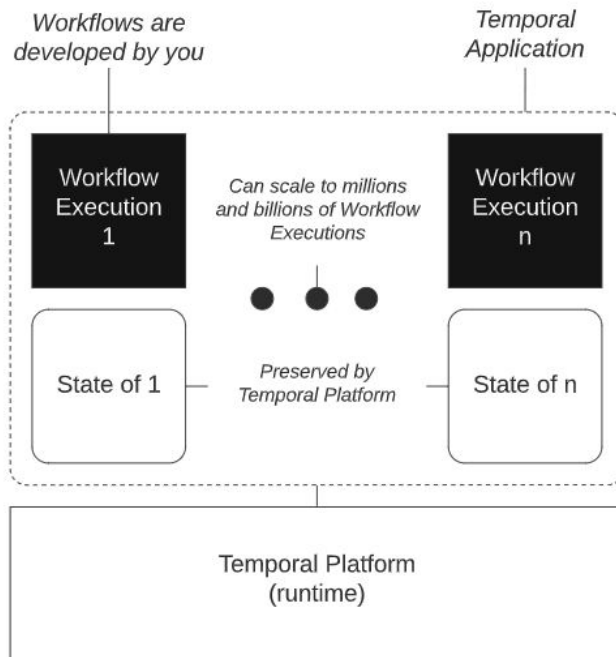 Workflows are
developed by you
Temporal
Application
Workflow
Execution
1
Can scale to millions
and billions of Workflow
Executions
Workflow
Execution
n
State of 1
Preserved by
Temporal Platform
State of n
Temporal Platform
(runtime)